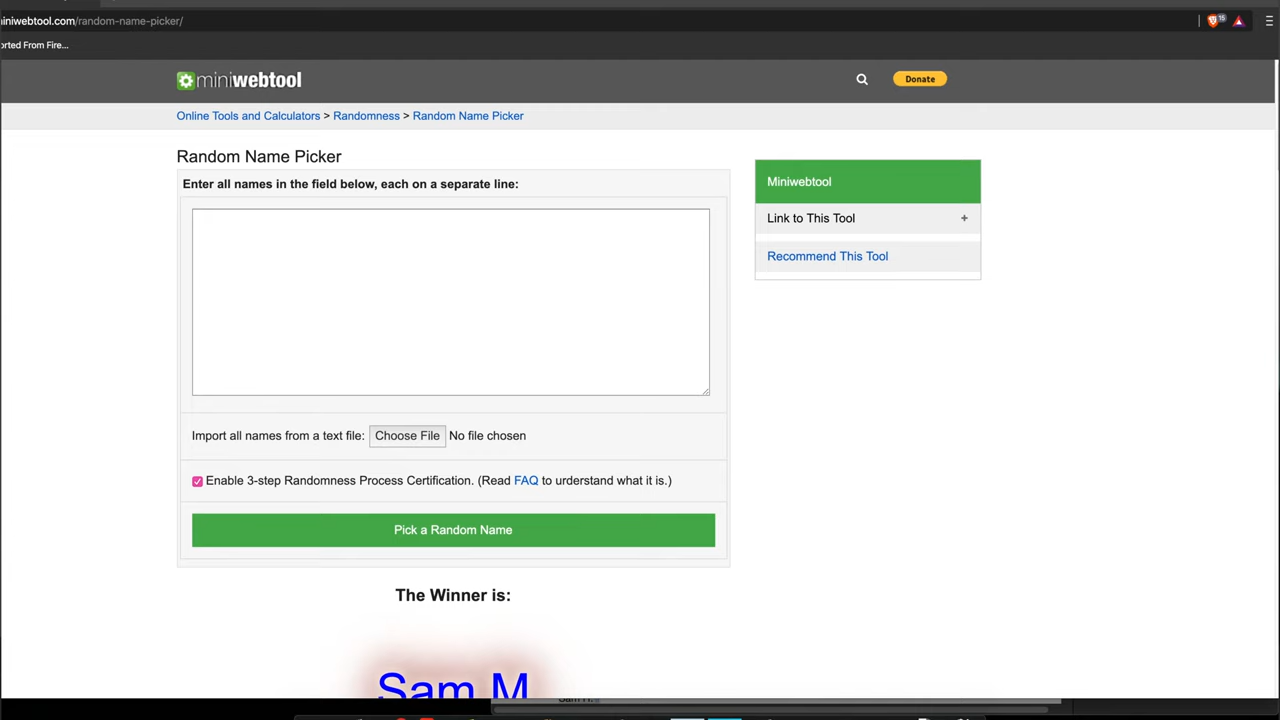 iniwebtool.com/random-name-picker/
15
orted From Fire...
miniwebtool
Donate
Online Tools and Calculators > Randomness > Random Name Picker
Random Name Picker
Enter all names in the field below, each on a separate line:
Miniwebtool
Link to This Tool +
Recommend This Tool
Import all names from a text file: Choose File No file chosen
Enable 3-step Randomness Process Certification. (Read FAQ to understand what it is.)
Pick a Random Name
The Winner is:
Sam M